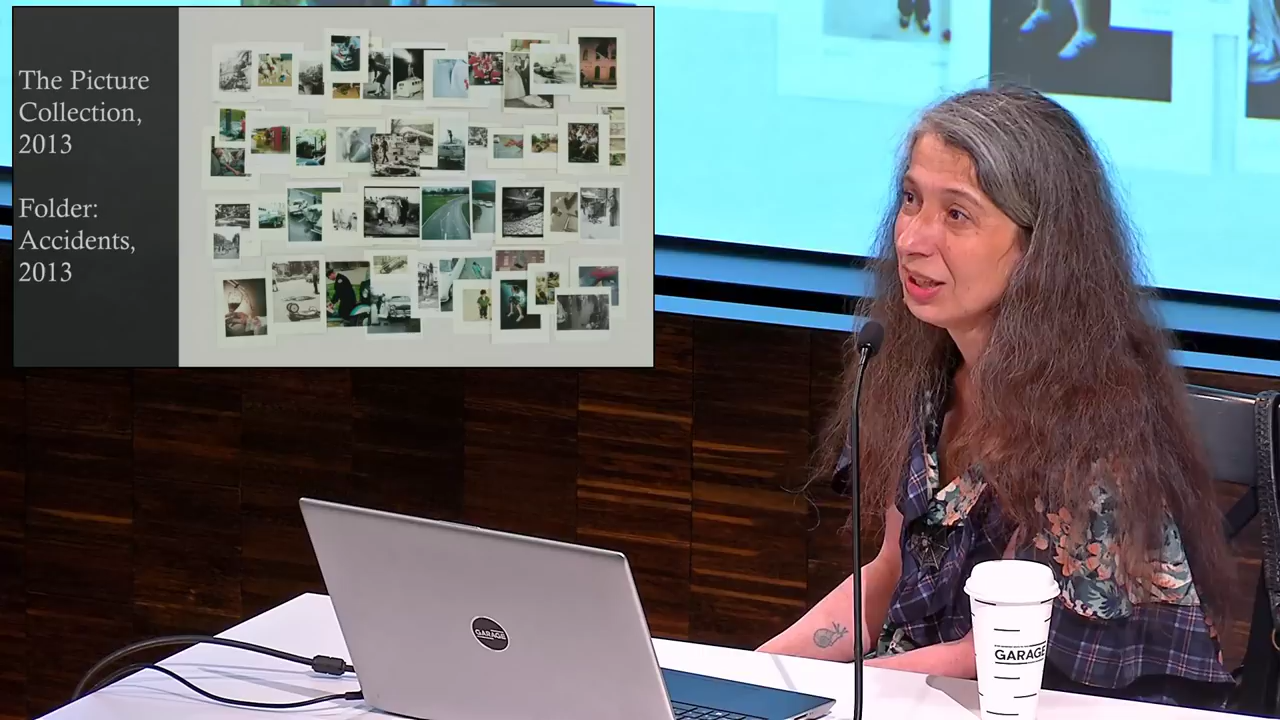 The Picture
Collection,
2013
Folder:
Accidents,
2013
GARAGE
GARAGE